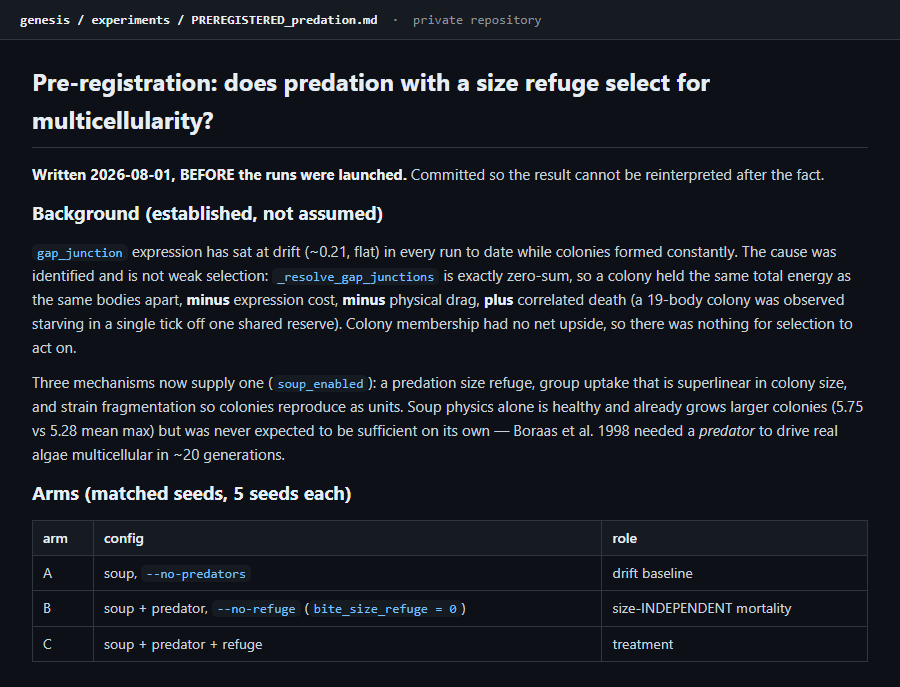 genesis / experiments / PREREGISTERED_predation.md · private repository
Pre-registration: does predation with a size refuge select for
multicellularity?
Written 2026-08-01, BEFORE the runs were launched. Committed so the result cannot be reinterpreted after the fact.
Background (established, not assumed)
gap_junction expression has sat at drift (~0.21, flat) in every run to date while colonies formed constantly. The cause was
identified and is not weak selection: _resolve_gap_junctions is exactly zero-sum, so a colony held the same total energy as
the same bodies apart, minus expression cost, minus physical drag, plus correlated death (a 19-body colony was observed
starving in a single tick off one shared reserve). Colony membership had no net upside, so there was nothing for selection to
act on.
Three mechanisms now supply one (soup_enabled): a predation size refuge, group uptake that is superlinear in colony size,
and strain fragmentation so colonies reproduce as units. Soup physics alone is healthy and already grows larger colonies (5.75
vs 5.28 mean max) but was never expected to be sufficient on its own — Boraas et al. 1998 needed a predator to drive real
algae multicellular in ~20 generations.
Arms (matched seeds, 5 seeds each)
arm config role
A soup, --no-predators drift baseline
B soup + predator, --no-refuge (bite_size_refuge = 0) size-INDEPENDENT mortality
C soup + predator + refuge treatment